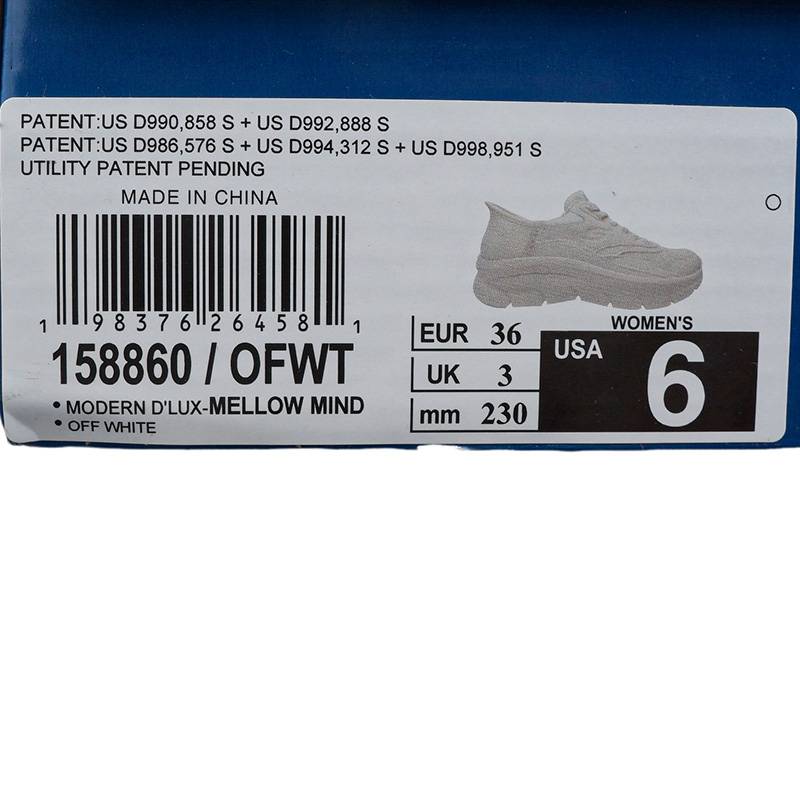 PATENT:US D990,858 S + US D992,888 S
PATENT:US D986,576 S + US D994,312 S + US D998,951 S
UTILITY PATENT PENDING
MADE IN CHINA
1 98376 26458 1
158860 / OFWT
• MODERN D'LUX-MELLOW MIND
• OFF WHITE
EUR 36
UK 3
mm 230
WOMEN'S
USA 6